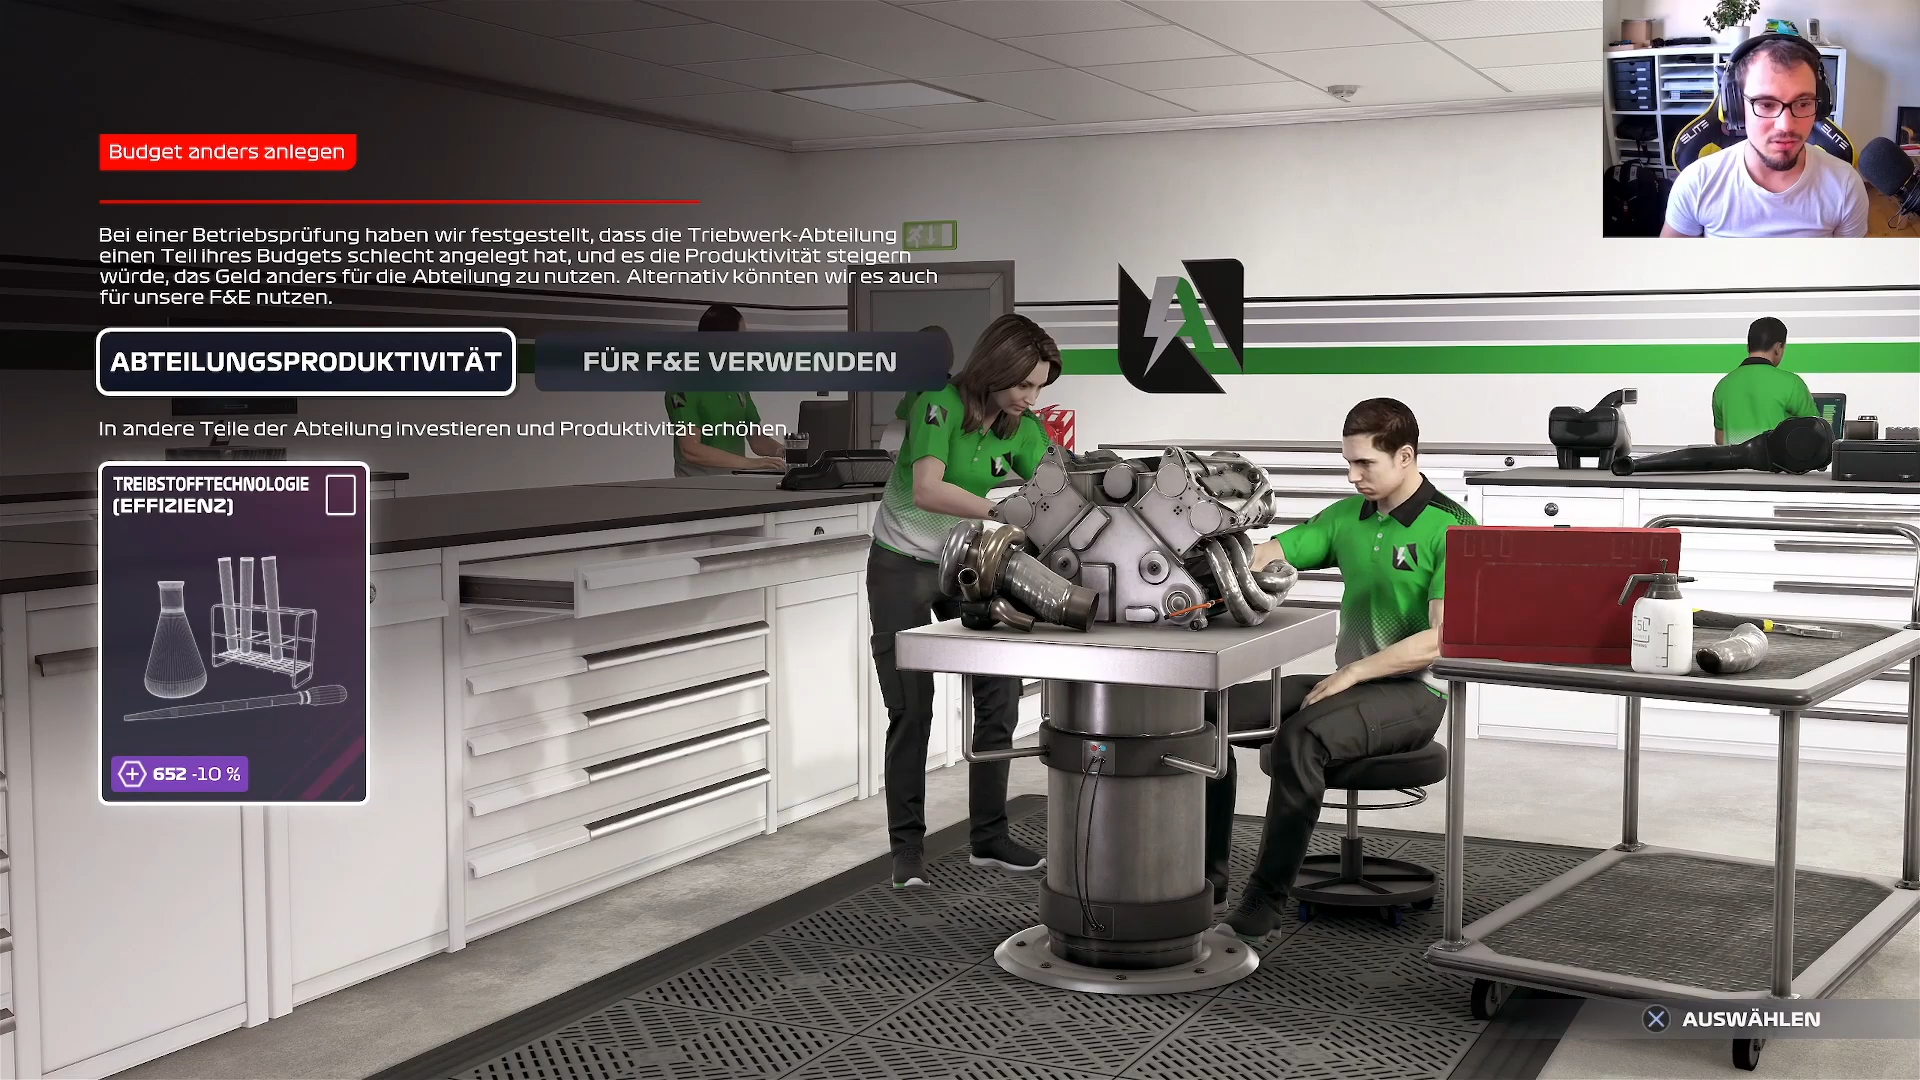 Budget anders anlegen
Bei einer Betriebsprüfung haben wir festgestellt, dass die Triebwerk-Abteilung
einen Teil ihres Budgets schlecht angelegt hat, und es die Produktivität steigern
würde, das Geld anders für die Abteilung zu nutzen. Alternativ könnten wir es auch
für unsere F&E nutzen.
ABTEILUNGSPRODUKTIVITÄT
FÜR F&E VERWENDEN
In andere Teile der Abteilung investieren und Produktivität erhöhen.
TREIBSTOFFTECHNOLOGIE
(EFFIZIENZ)
652 -10 %
ELITE
ELITE
AUSWÄHLEN